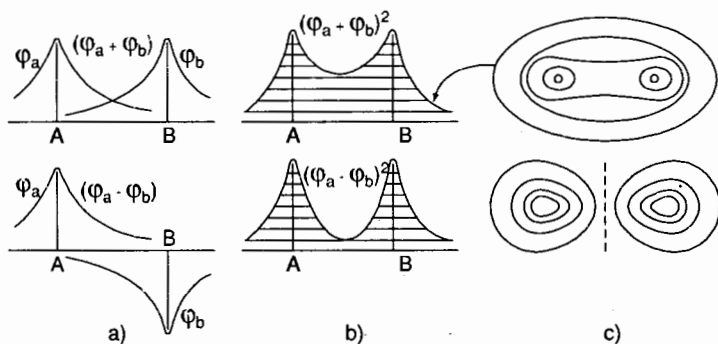 φa (φa + φb) φb
A B
(φa + φb)²
A B
φa (φa - φb)
A B
φb
(φa - φb)²
A B
a) b) c)